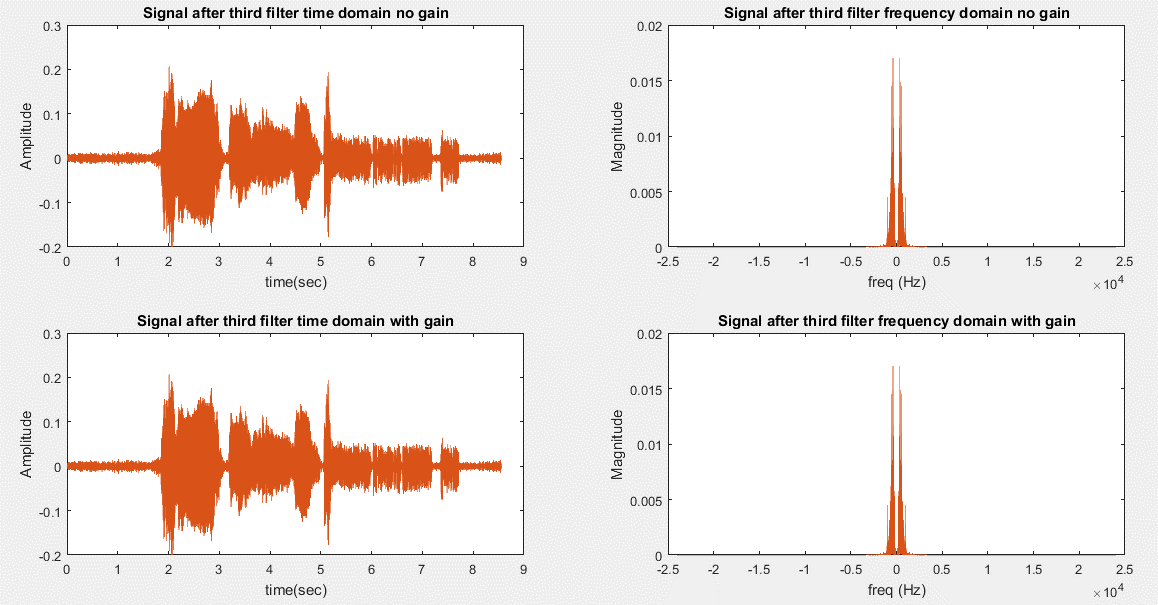 Signal after third filter time domain no gain
0.3
0.2
0.1
0
-0.1
-0.2
Amplitude
0 1 2 3 4 5 6 7 8 9
time(sec)
Signal after third filter frequency domain no gain
0.02
0.015
0.01
0.005
0
Magnitude
-2.5 -2 -1.5 -1 -0.5 0 0.5 1 1.5 2 2.5
freq (Hz)
×10^4
Signal after third filter time domain with gain
0.3
0.2
0.1
0
-0.1
-0.2
Amplitude
0 1 2 3 4 5 6 7 8 9
time(sec)
Signal after third filter frequency domain with gain
0.02
0.015
0.01
0.005
0
Magnitude
-2.5 -2 -1.5 -1 -0.5 0 0.5 1 1.5 2 2.5
freq (Hz)
×10^4